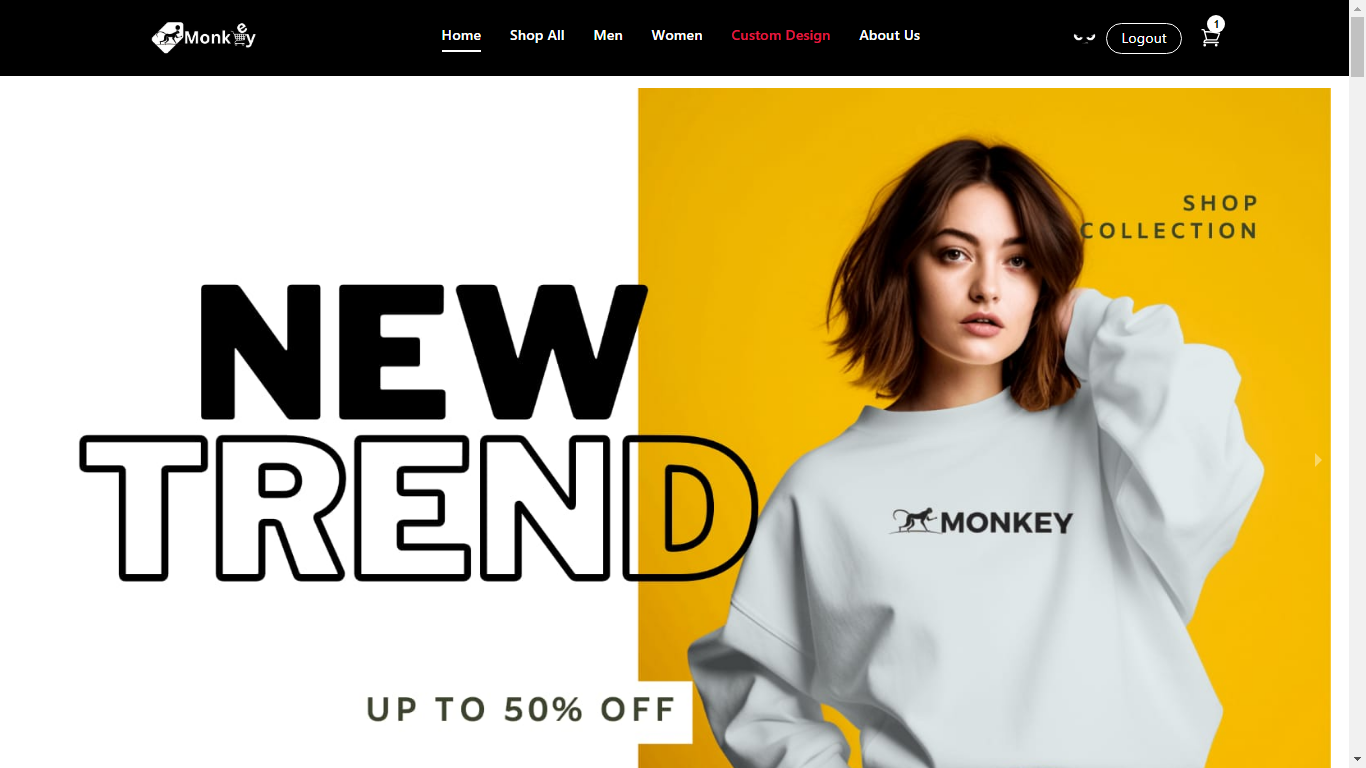 Monkey
Home
Shop All
Men
Women
Custom Design
About Us
Logout
1
SHOP
COLLECTION
NEW
TREND
MONKEY
UP TO 50% OFF